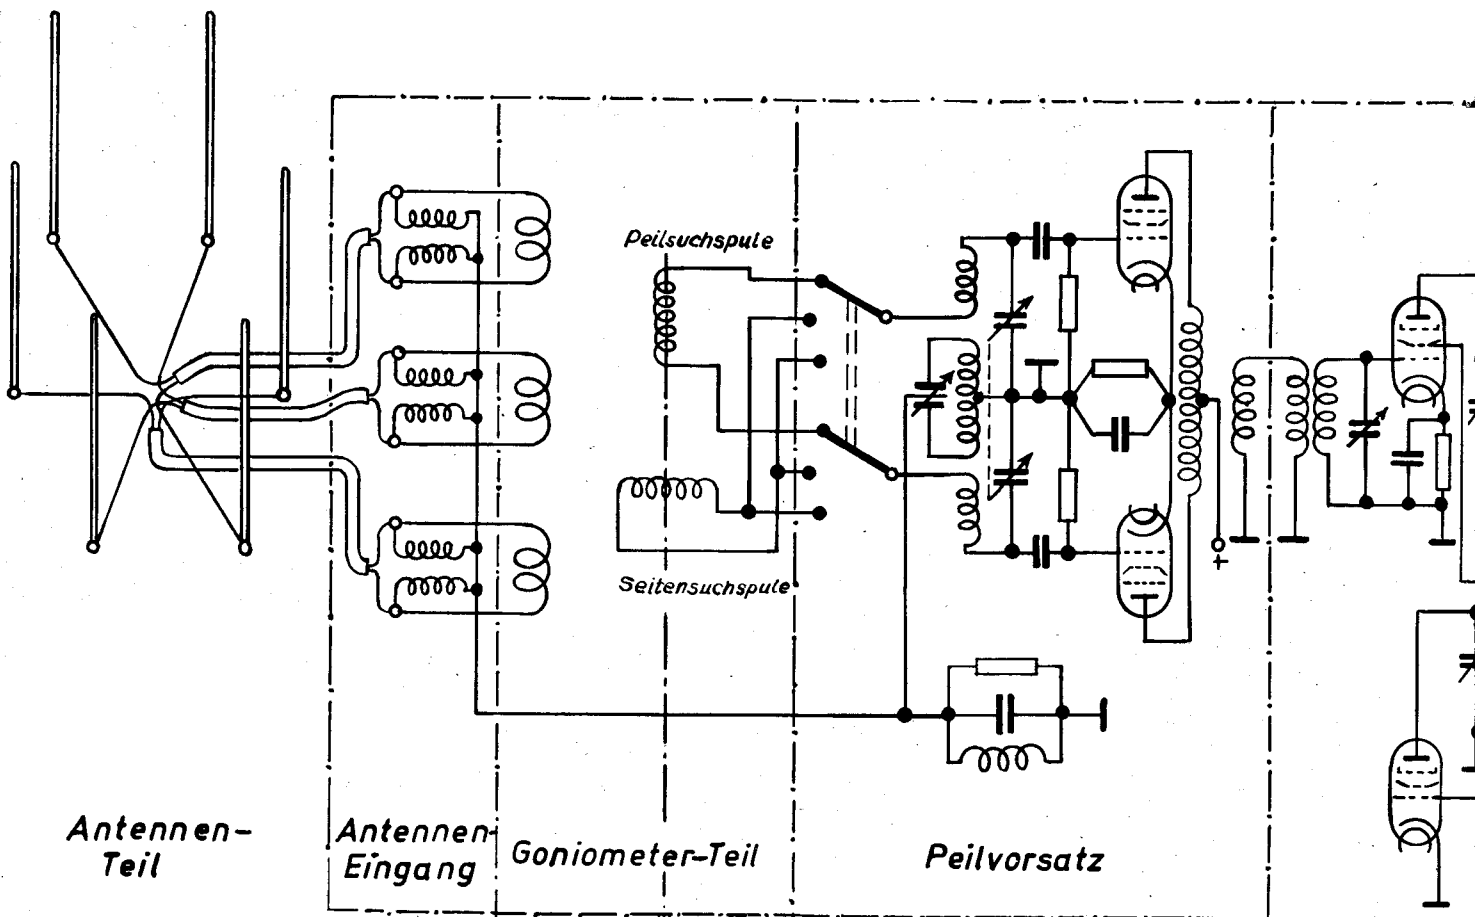 Peilsuchspule
Seitensuchspule
+
Antennen-
Teil
Antennen-
Eingang
Goniometer-Teil
Peilvorsatz